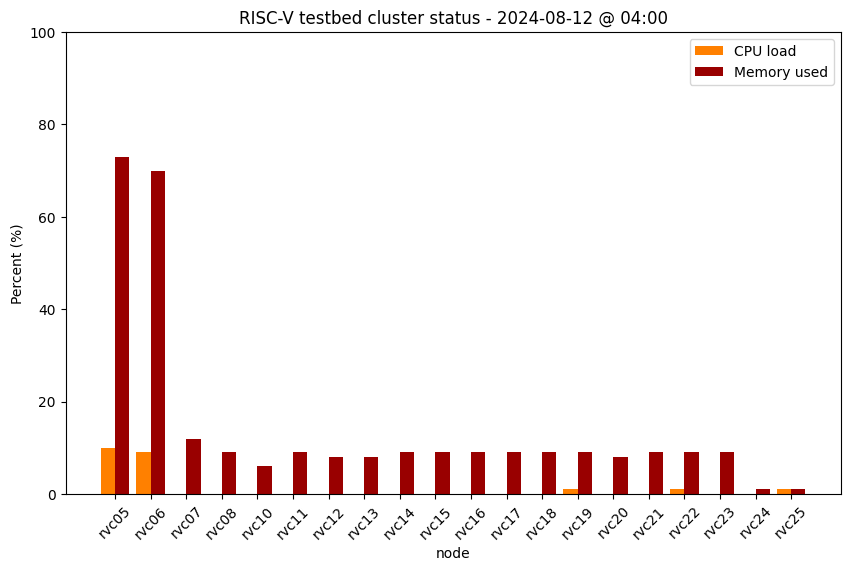 RISC-V testbed cluster status - 2024-08-12 @ 04:00
CPU load
Memory used
Percent (%)
100
80
60
40
20
0
rvc05 rvc06 rvc07 rvc08 rvc10 rvc11 rvc12 rvc13 rvc14 rvc15 rvc16 rvc17 rvc18 rvc19 rvc20 rvc21 rvc22 rvc23 rvc24 rvc25
node